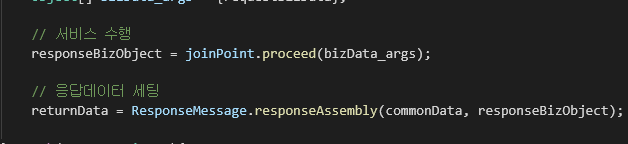 // 서비스 수행
responseBizObject = joinPoint.proceed(bizData_args);
// 응답데이터 세팅
returnData = ResponseMessage.responseAssembly(commonData, responseBizObject);